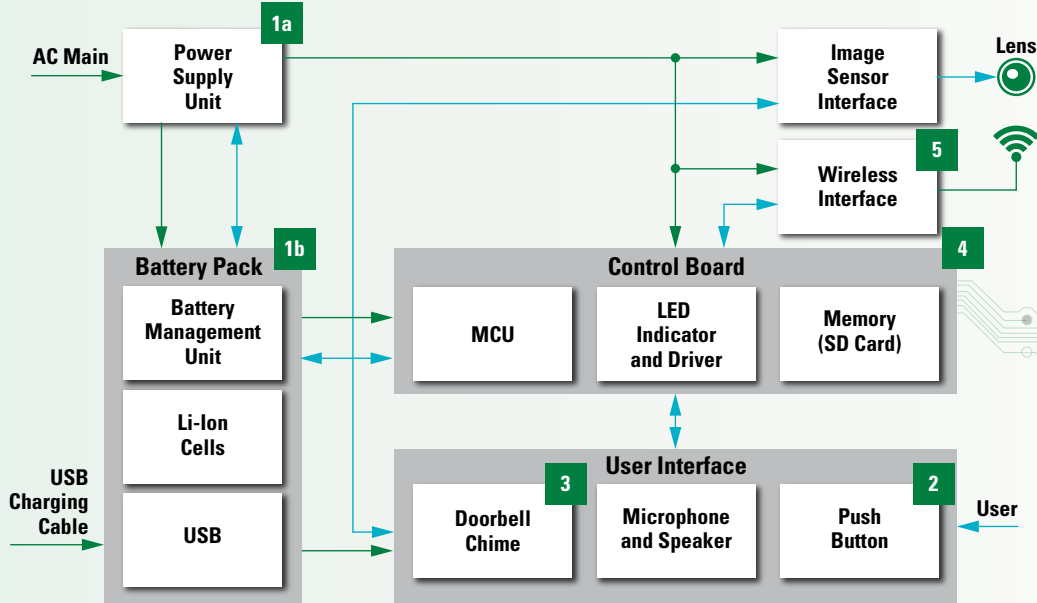 1a
AC Main
Power
Supply
Unit
Image
Sensor
Interface
Lens
5
Wireless
Interface
1b
Battery Pack
Battery
Management
Unit
Li-Ion
Cells
USB
USB
Charging
Cable
4
Control Board
MCU
LED
Indicator
and Driver
Memory
(SD Card)
User Interface
3
Doorbell
Chime
Microphone
and Speaker
2
Push
Button
User